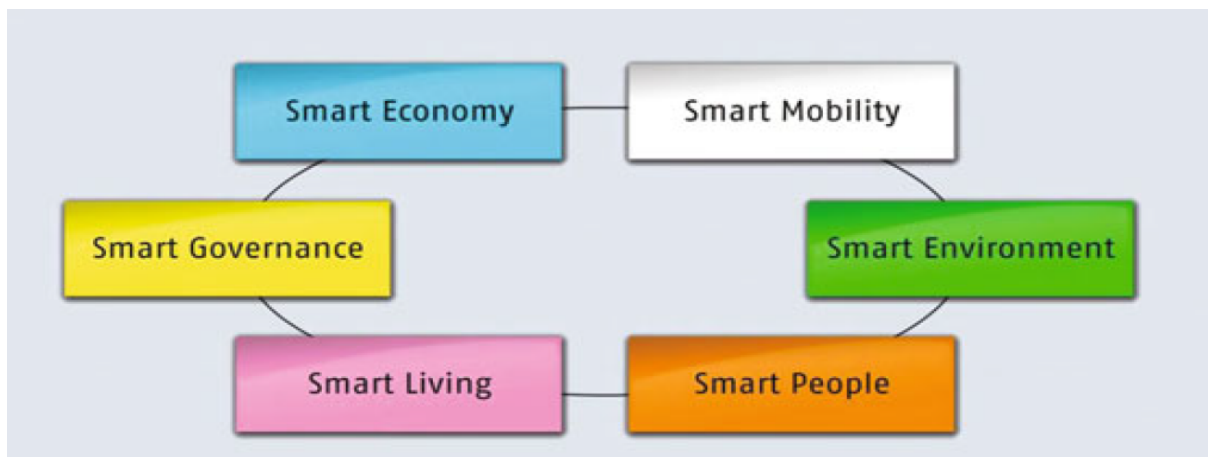 Smart Economy
Smart Mobility
Smart Governance
Smart Environment
Smart Living
Smart People